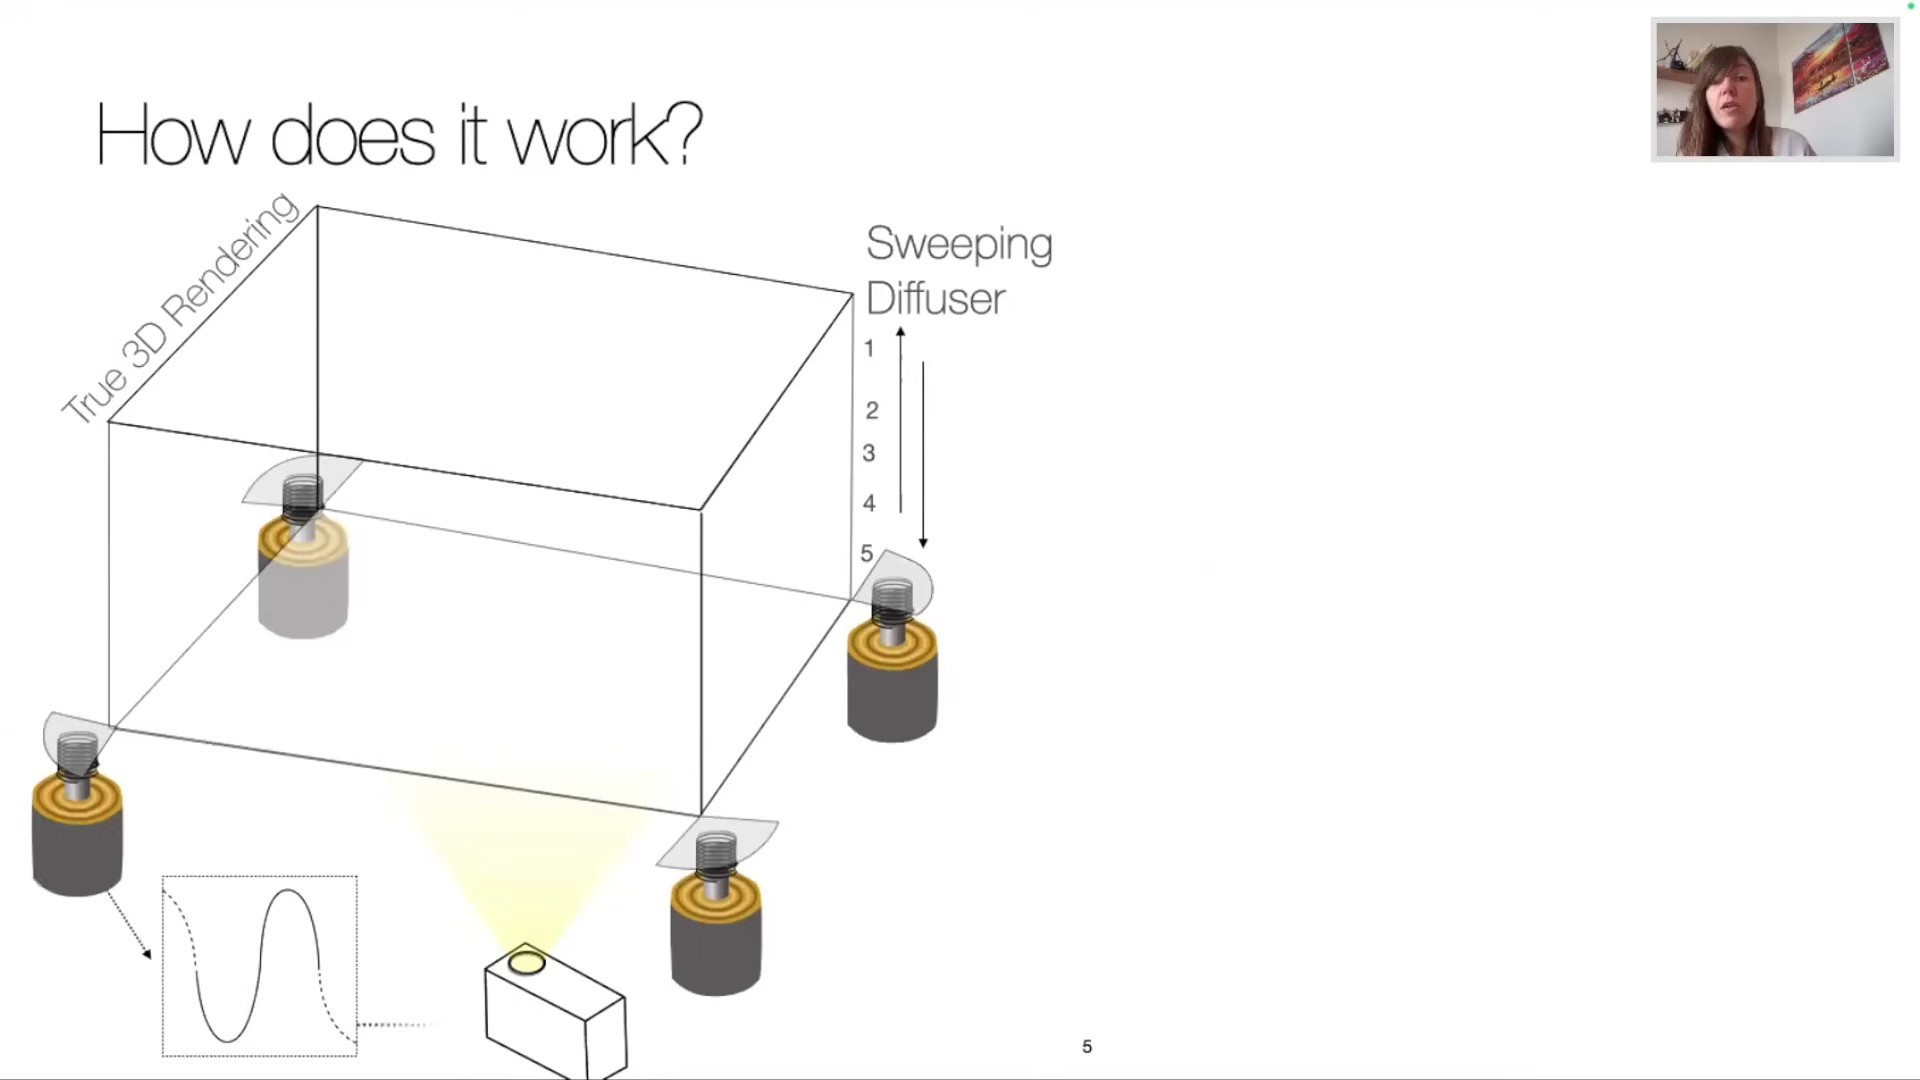 How does it work?
True 3D Rendering
Sweeping
Diffuser
1
2
3
4
5
5